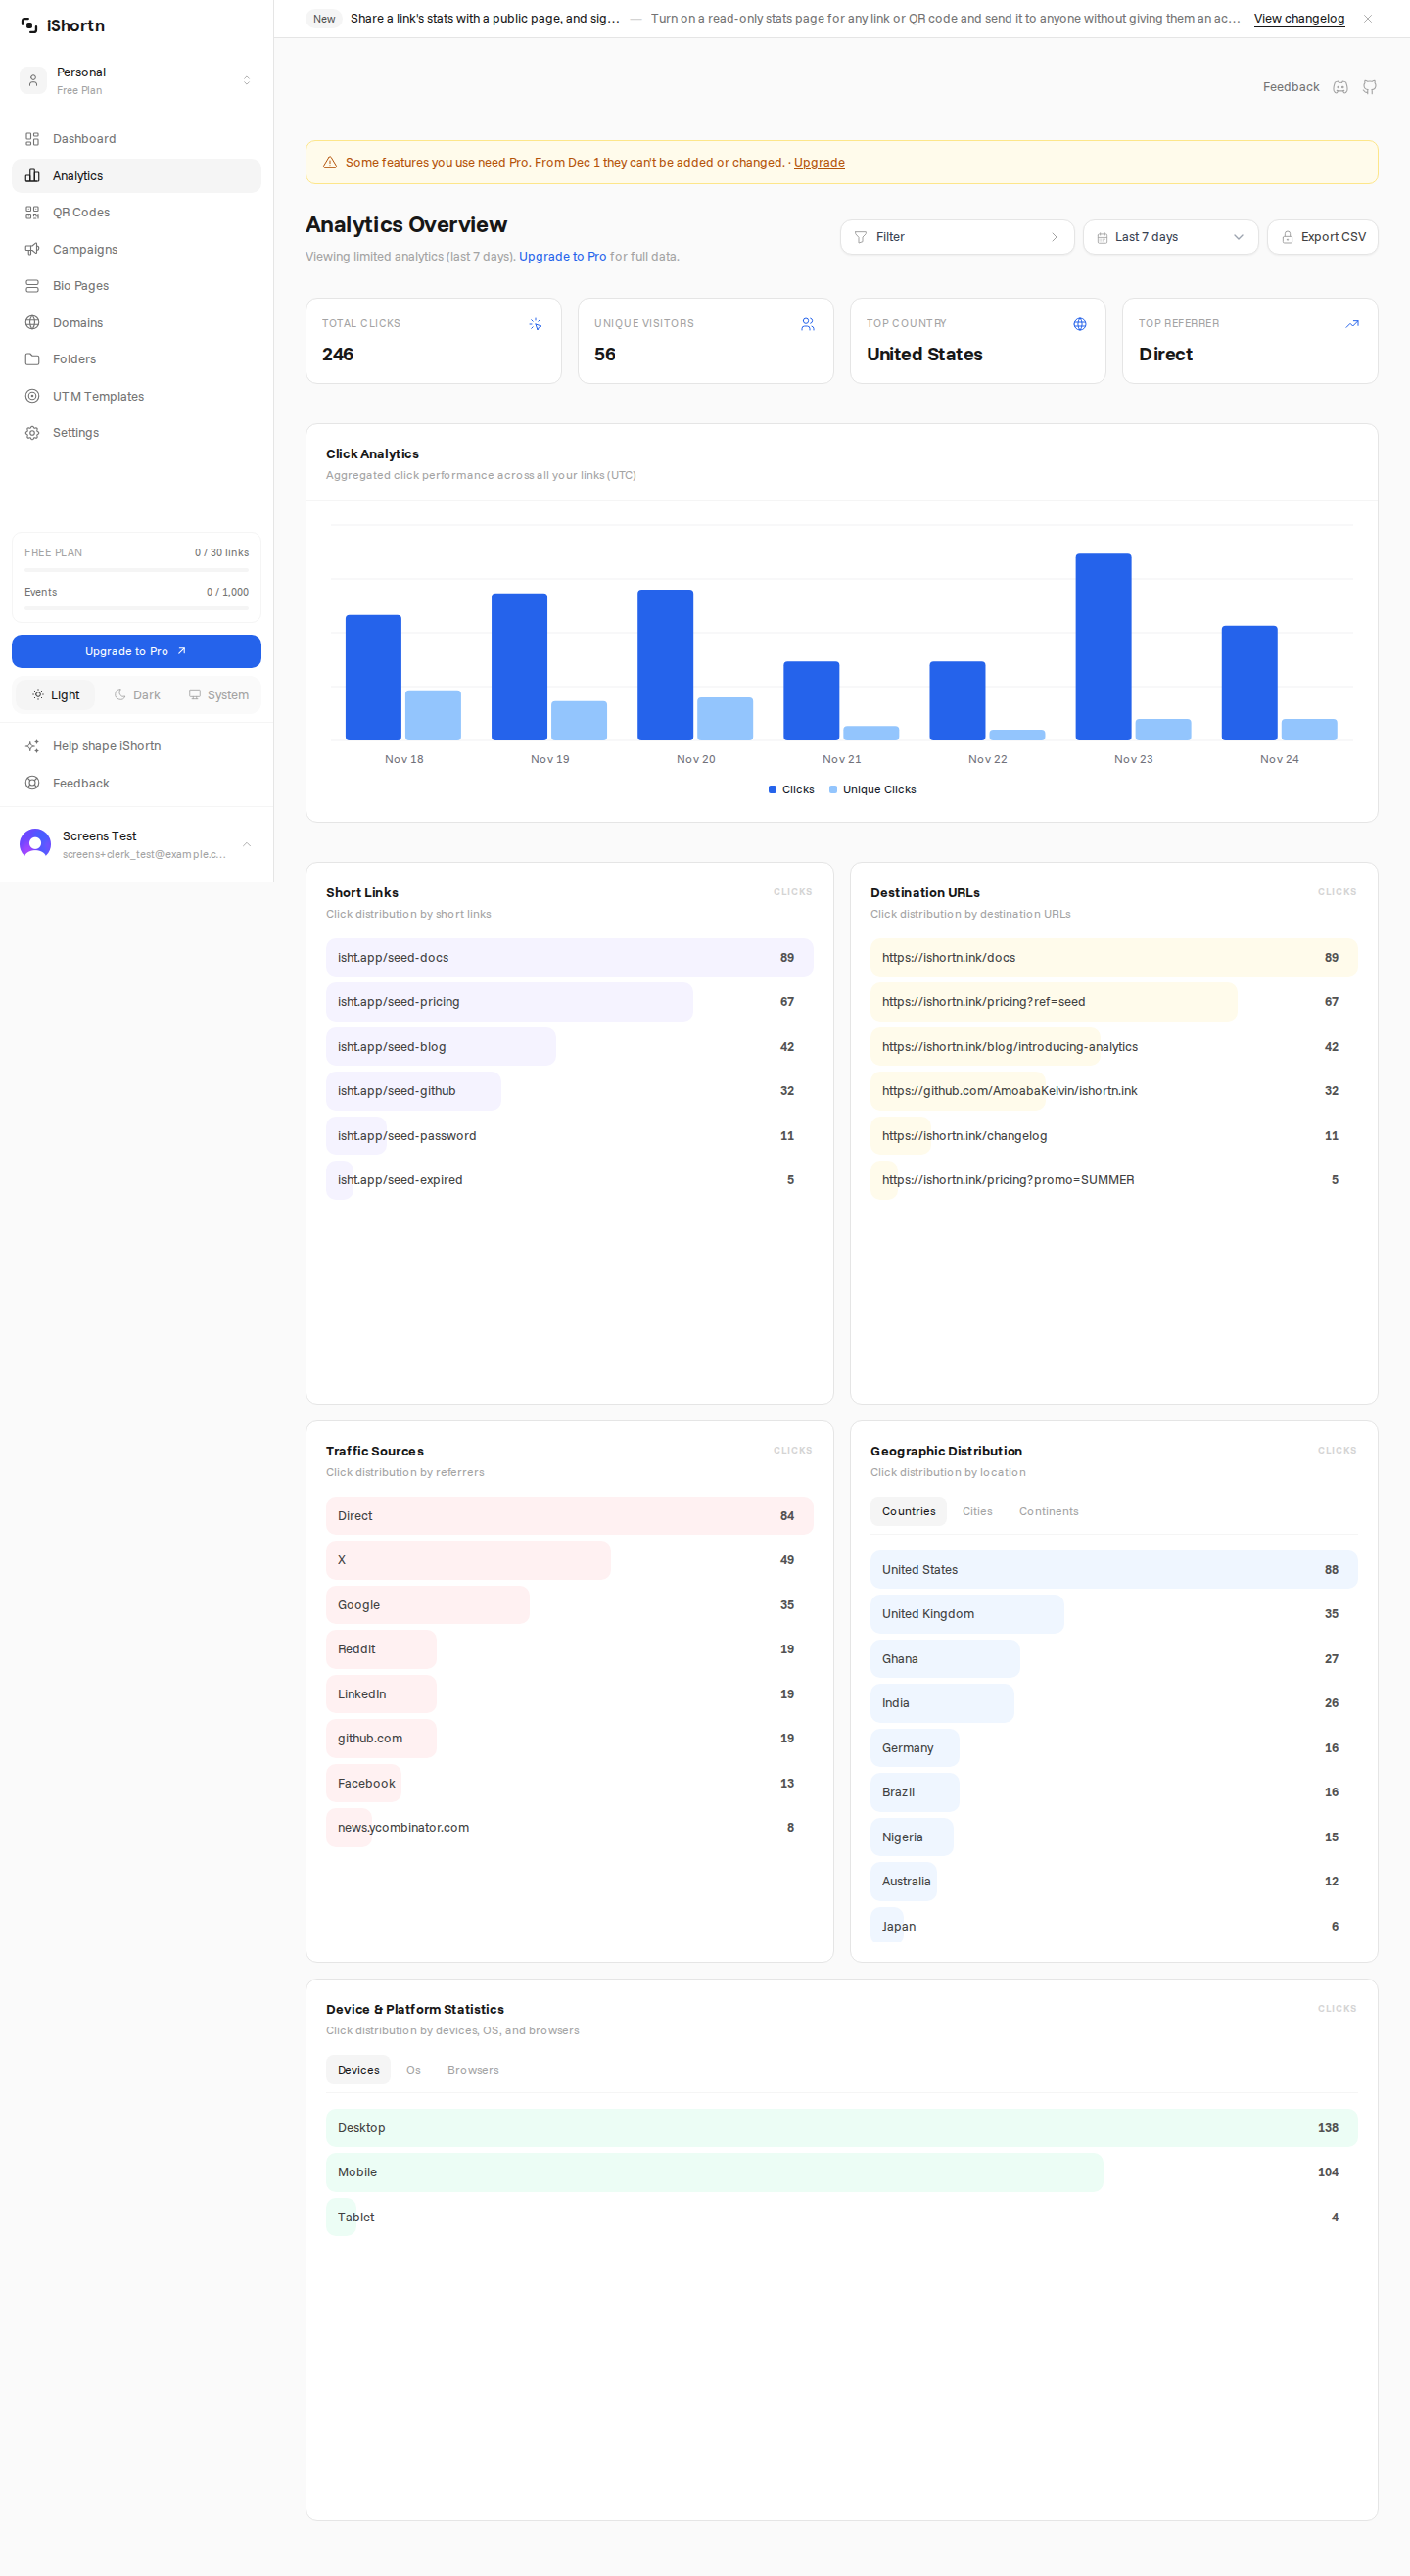 iShortn
Personal
Free Plan
Dashboard
Analytics
QR Codes
Campaigns
Bio Pages
Domains
Folders
UTM Templates
Settings
FREE PLAN 0 / 30 links
Events 0 / 1,000
Upgrade to Pro
Light Dark System
Help shape iShortn
Feedback
Screens Test
screens+clerk_test@example.c...
New Share a link's stats with a public page, and sig... — Turn on a read-only stats page for any link or QR code and send it to anyone without giving them an ac... View changelog
Feedback
Some features you use need Pro. From Dec 1 they can't be added or changed. · Upgrade
Analytics Overview
Viewing limited analytics (last 7 days). Upgrade to Pro for full data.
Filter Last 7 days Export CSV
TOTAL CLICKS
246
UNIQUE VISITORS
56
TOP COUNTRY
United States
TOP REFERRER
Direct
Click Analytics
Aggregated click performance across all your links (UTC)
Nov 18 Nov 19 Nov 20 Nov 21 Nov 22 Nov 23 Nov 24
Clicks Unique Clicks
Short Links CLICKS
Click distribution by short links
isht.app/seed-docs 89
isht.app/seed-pricing 67
isht.app/seed-blog 42
isht.app/seed-github 32
isht.app/seed-password 11
isht.app/seed-expired 5
Destination URLs CLICKS
Click distribution by destination URLs
https://ishortn.ink/docs 89
https://ishortn.ink/pricing?ref=seed 67
https://ishortn.ink/blog/introducing-analytics 42
https://github.com/AmoabaKelvin/ishortn.ink 32
https://ishortn.ink/changelog 11
https://ishortn.ink/pricing?promo=SUMMER 5
Traffic Sources CLICKS
Click distribution by referrers
Direct 84
X 49
Google 35
Reddit 19
LinkedIn 19
github.com 19
Facebook 13
news.ycombinator.com 8
Geographic Distribution CLICKS
Click distribution by location
Countries Cities Continents
United States 88
United Kingdom 35
Ghana 27
India 26
Germany 16
Brazil 16
Nigeria 15
Australia 12
Japan 6
Device & Platform Statistics CLICKS
Click distribution by devices, OS, and browsers
Devices Os Browsers
Desktop 138
Mobile 104
Tablet 4